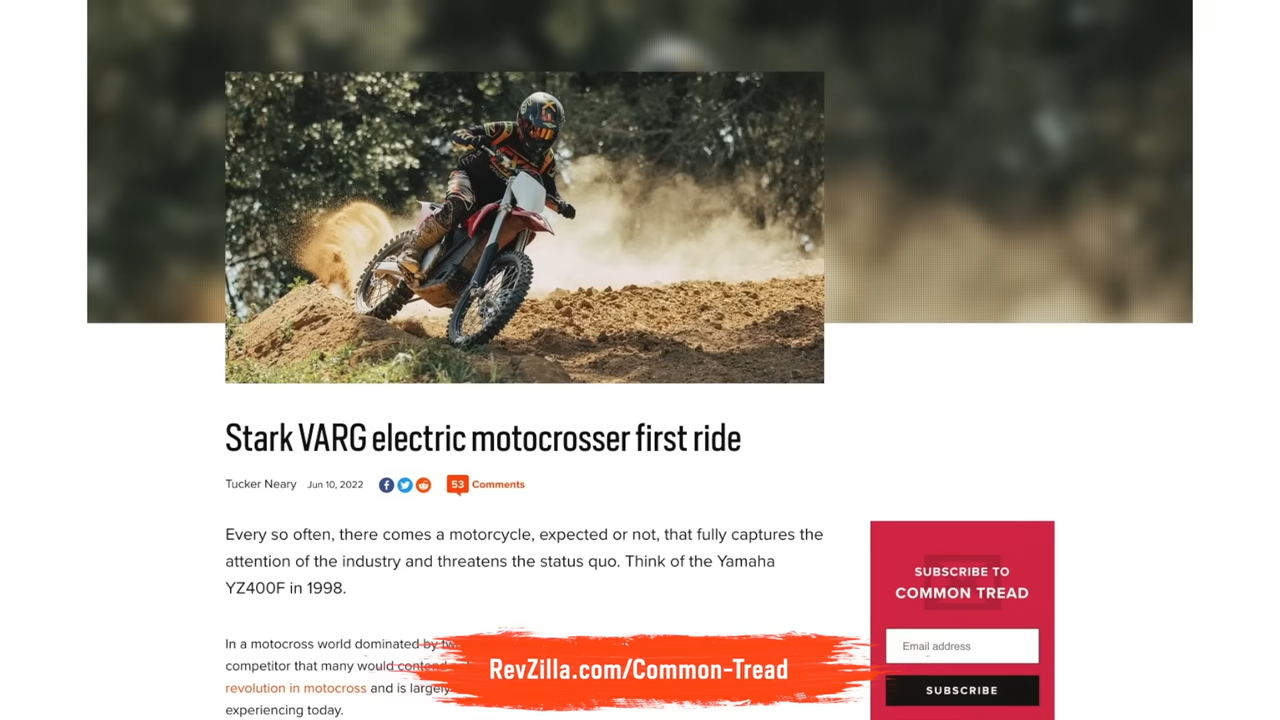 Stark VARG electric motocrosser first ride
Tucker Neary Jun 10, 2022 53 Comments
Every so often, there comes a motorcycle, expected or not, that fully captures the
attention of the industry and threatens the status quo. Think of the Yamaha
YZ400F in 1998.
In a motocross world dominated by
competitor that many would contend
revolution in motocross and is largely
experiencing today.
SUBSCRIBE TO
COMMON TREAD
Email address
SUBSCRIBE
RevZilla.com/Common-Tread